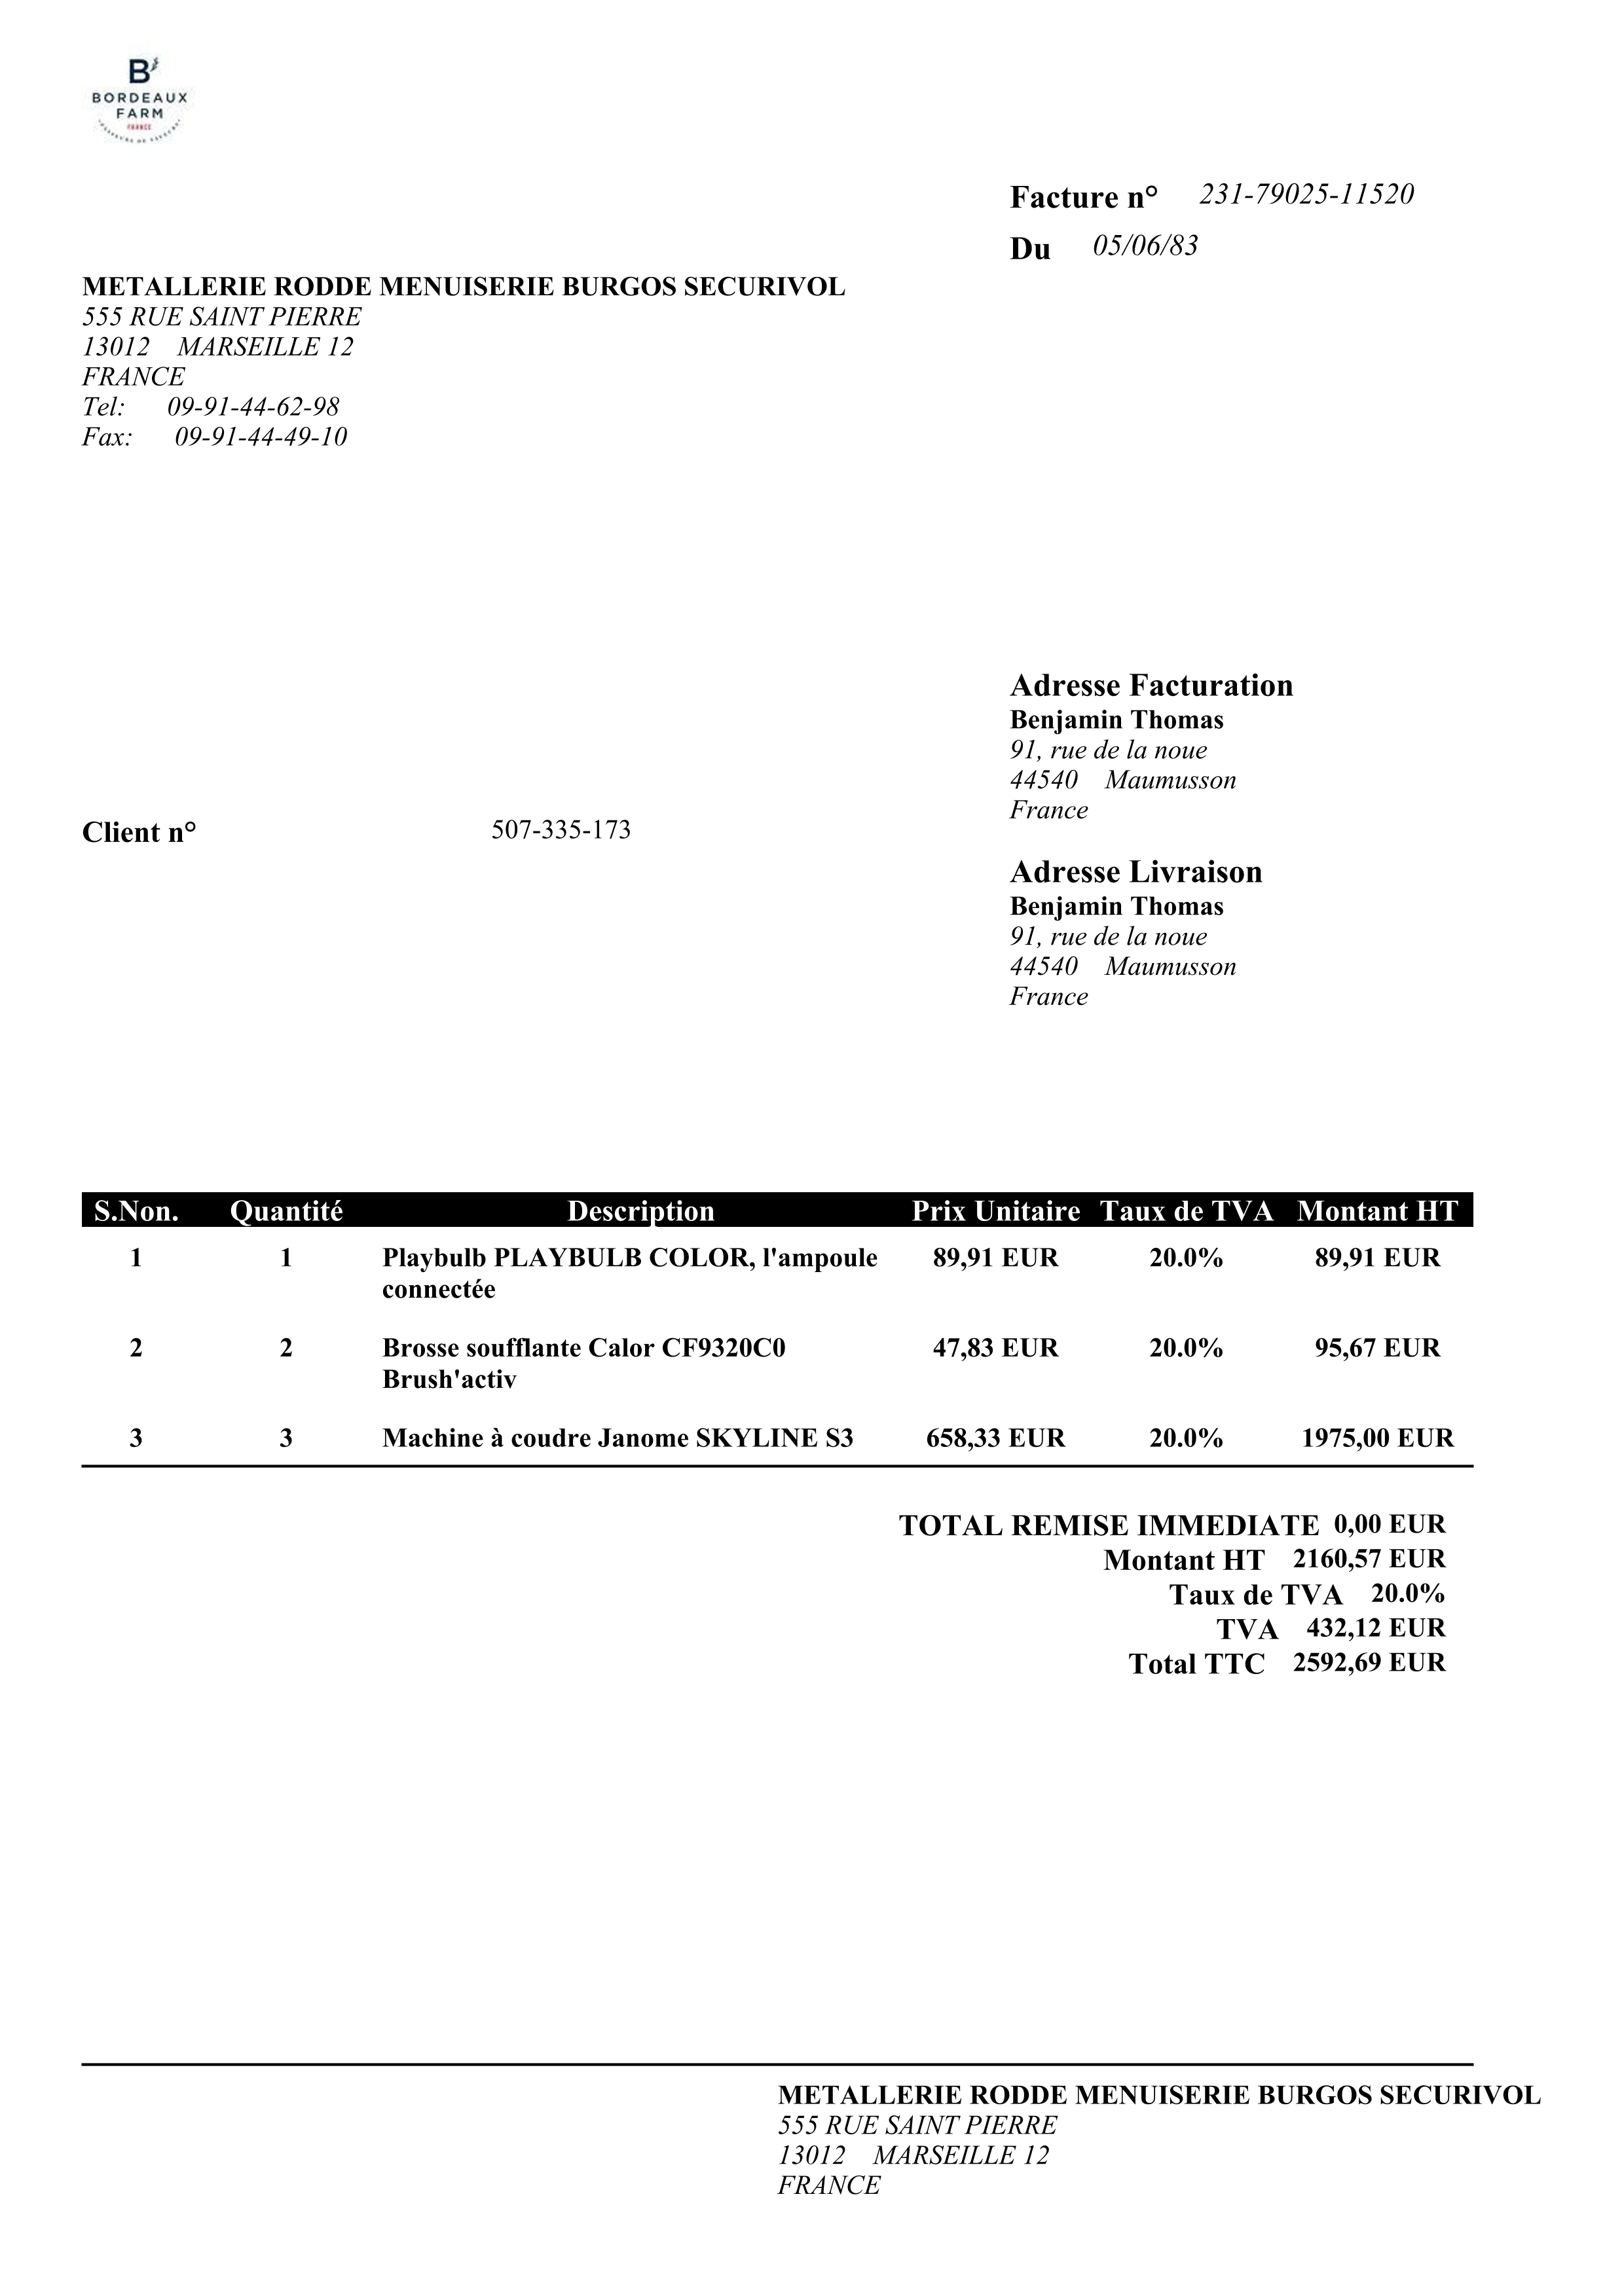 B
BORDEAUX
FARM
FRANCE
Facture n° 231-79025-11520
Du 05/06/83
METALLERIE RODDE MENUISERIE BURGOS SECURIVOL
555 RUE SAINT PIERRE
13012 MARSEILLE 12
FRANCE
Tel: 09-91-44-62-98
Fax: 09-91-44-49-10
Adresse Facturation
Benjamin Thomas
91, rue de la noue
44540 Maumusson
France
Client n° 507-335-173
Adresse Livraison
Benjamin Thomas
91, rue de la noue
44540 Maumusson
France
S.Non. Quantité Description Prix Unitaire Taux de TVA Montant HT
1 1 Playbulb PLAYBULB COLOR, l'ampoule 89,91 EUR 20.0% 89,91 EUR
connectée
2 2 Brosse soufflante Calor CF9320C0 47,83 EUR 20.0% 95,67 EUR
Brush'activ
3 3 Machine à coudre Janome SKYLINE S3 658,33 EUR 20.0% 1975,00 EUR
TOTAL REMISE IMMEDIATE 0,00 EUR
Montant HT 2160,57 EUR
Taux de TVA 20.0%
TVA 432,12 EUR
Total TTC 2592,69 EUR
METALLERIE RODDE MENUISERIE BURGOS SECURIVOL
555 RUE SAINT PIERRE
13012 MARSEILLE 12
FRANCE